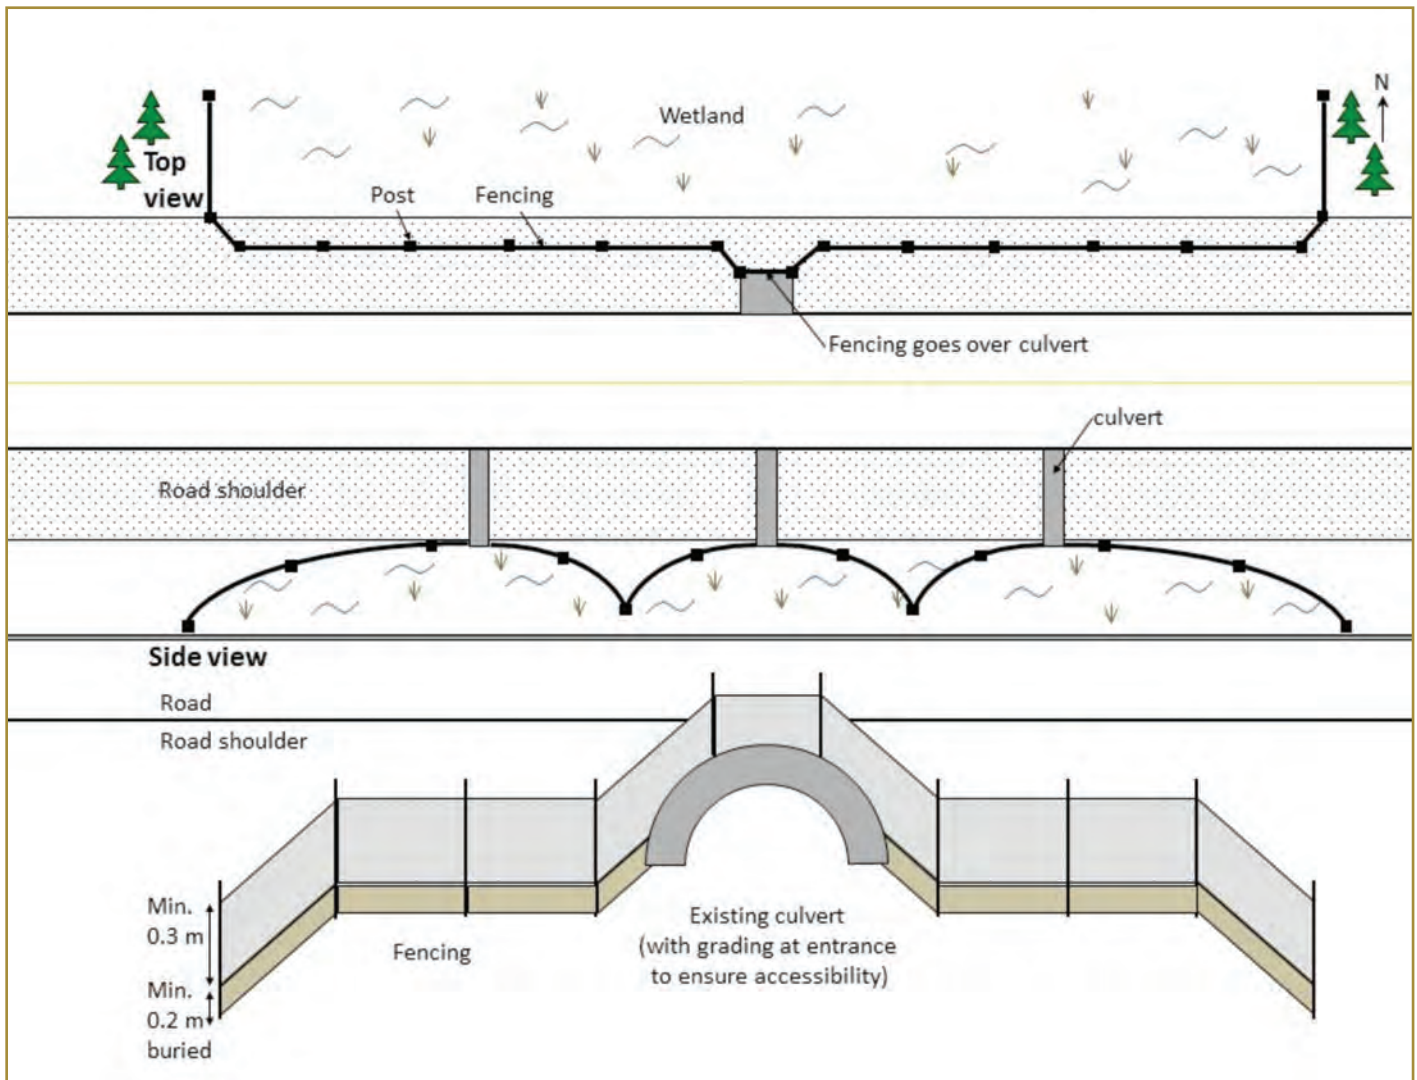 Wetland
N
Top
view
Post
Fencing
Fencing goes over culvert
culvert
Road shoulder
Side view
Road
Road shoulder
Min.
0.3 m
Fencing
Existing culvert
(with grading at entrance
to ensure accessibility)
Min.
0.2 m
buried